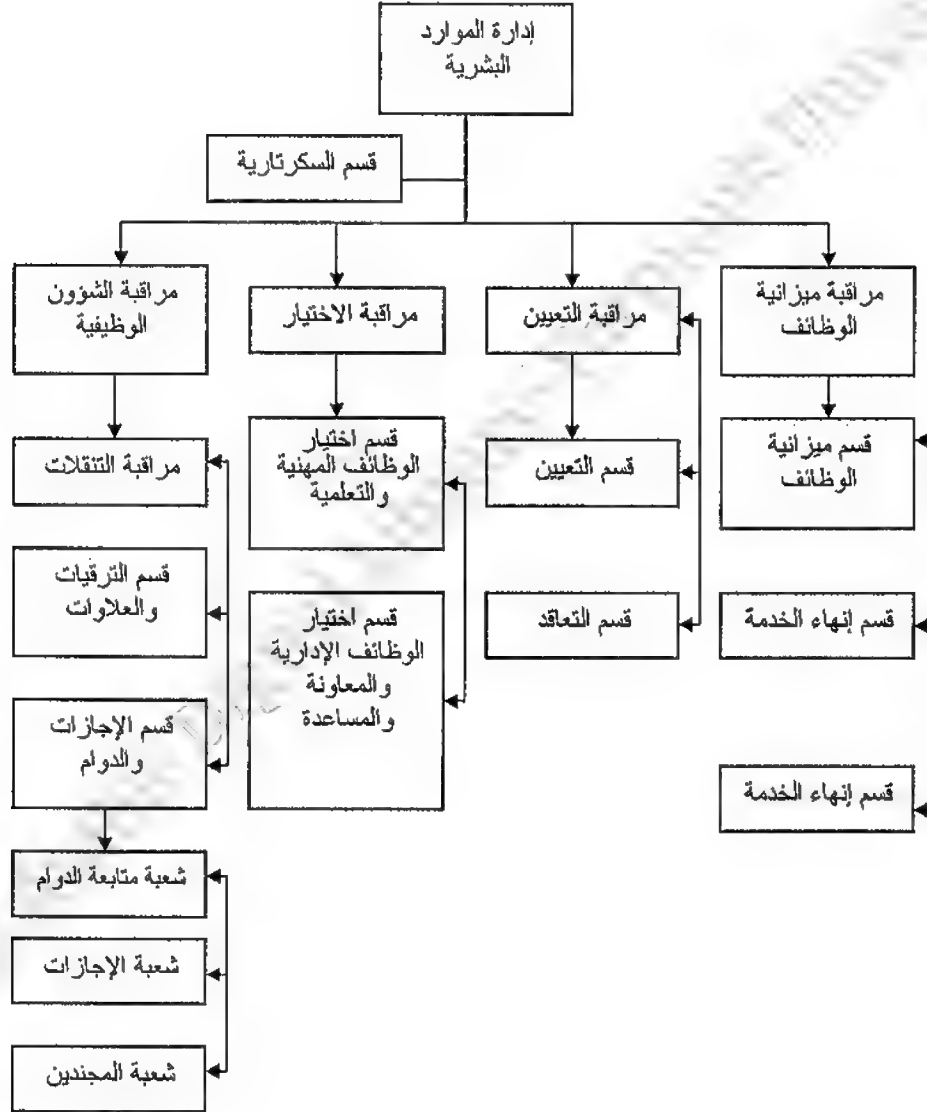 إدارة الموارد
البشرية
قسم السكرتارية
مراقبة ميزانية
الوظائف
مراقبة التعيين
مراقبة الاختيار
مراقبة الشؤون
الوظيفية
قسم ميزانية
الوظائف
قسم التعيين
قسم اختيار
الوظائف المهنية
والتعلمية
مراقبة التنقلات
قسم إنهاء الخدمة
قسم التعاقد
قسم اختيار
الوظائف الإدارية
والمعاونة
والمساعدة
قسم الترقيات
والعلاوات
قسم إنهاء الخدمة
قسم الإجازات
والدوام
شعبة متابعة الدوام
شعبة الإجازات
شعبة المجندين